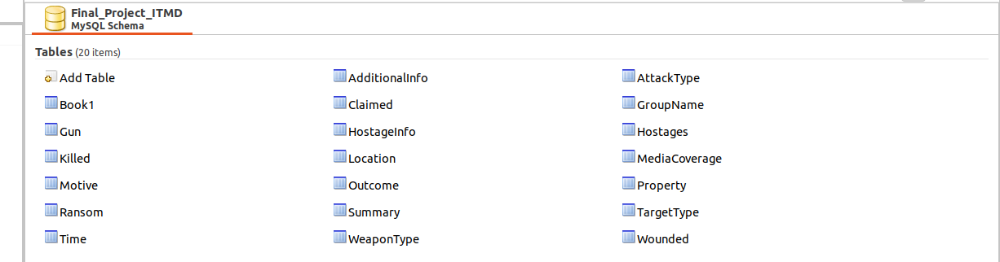 Final_Project_ITMD
MySQL Schema
Tables (20 items)
Add Table AdditionalInfo AttackType
Book1 Claimed GroupName
Gun HostageInfo Hostages
Killed Location MediaCoverage
Motive Outcome Property
Ransom Summary TargetType
Time WeaponType Wounded